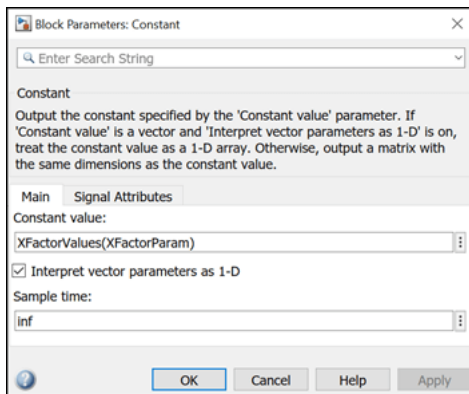 Block Parameters: Constant
Enter Search String
Constant
Output the constant specified by the 'Constant value' parameter. If
'Constant value' is a vector and 'Interpret vector parameters as 1-D' is on,
treat the constant value as a 1-D array. Otherwise, output a matrix with
the same dimensions as the constant value.
Main Signal Attributes
Constant value:
XFactorValues(XFactorParam)
Interpret vector parameters as 1-D
Sample time:
inf
? OK Cancel Help Apply